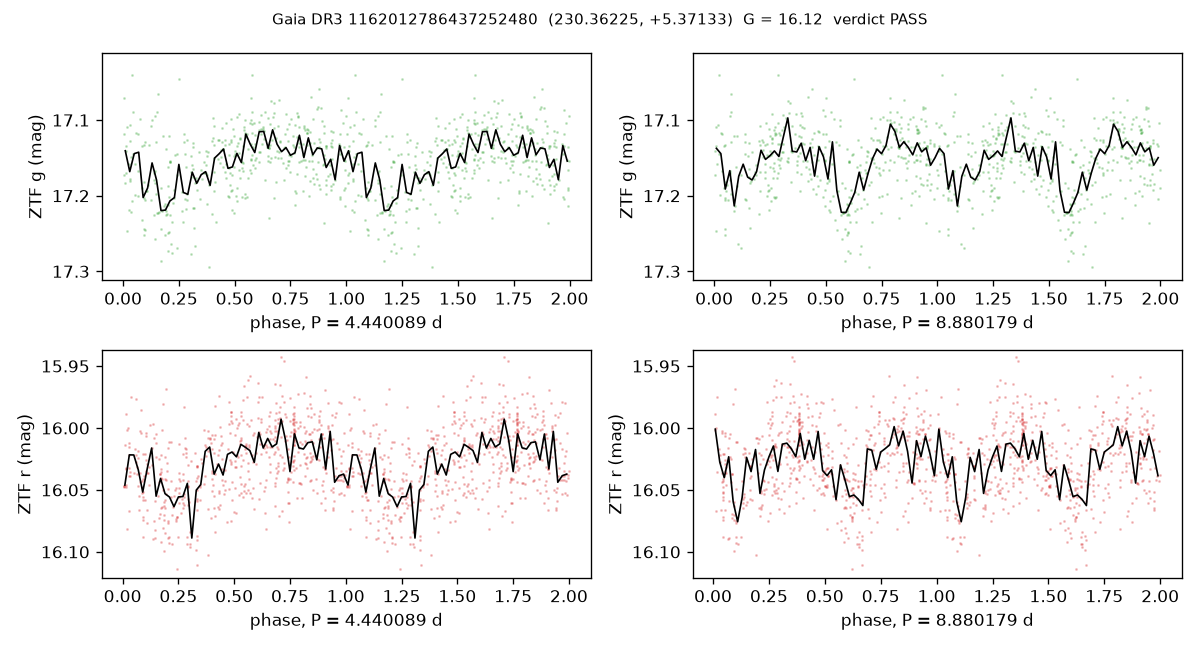 Gaia DR3 1162012786437252480 (230.36225, +5.37133) G = 16.12 verdict PASS
ZTF g (mag)
17.1
17.2
17.3
0.00 0.25 0.50 0.75 1.00 1.25 1.50 1.75 2.00
phase, P = 4.440089 d
ZTF g (mag)
17.1
17.2
17.3
0.00 0.25 0.50 0.75 1.00 1.25 1.50 1.75 2.00
phase, P = 8.880179 d
ZTF r (mag)
15.95
16.00
16.05
16.10
0.00 0.25 0.50 0.75 1.00 1.25 1.50 1.75 2.00
phase, P = 4.440089 d
ZTF r (mag)
15.95
16.00
16.05
16.10
0.00 0.25 0.50 0.75 1.00 1.25 1.50 1.75 2.00
phase, P = 8.880179 d